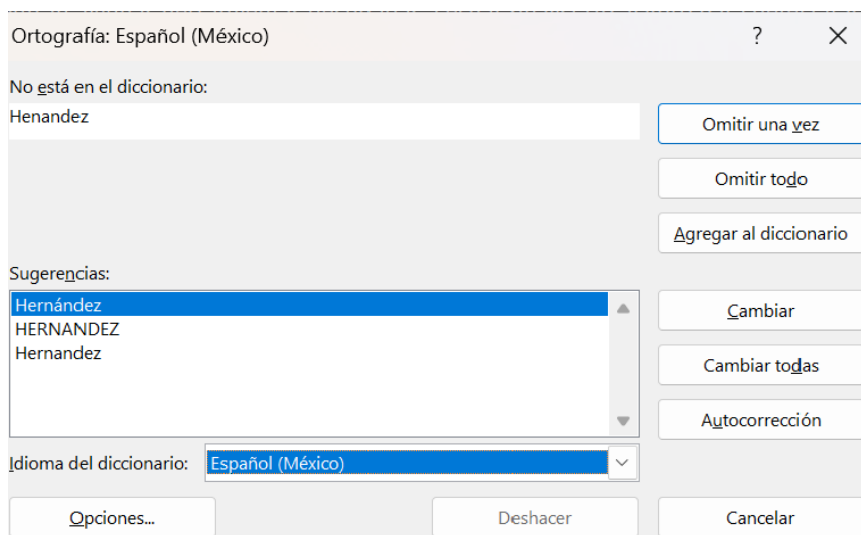 Ortografía: Español (México) ?
No está en el diccionario:
Henandez
Omitir una vez
Omitir todo
Agregar al diccionario
Sugerencias:
Hernández
HERNANDEZ
Hernandez
Cambiar
Cambiar todas
Autocorrección
Idioma del diccionario: Español (México)
Opciones... Deshacer Cancelar